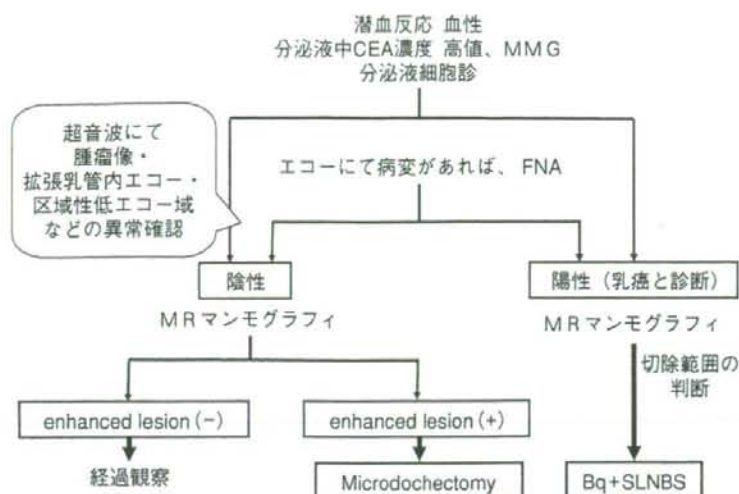 潜血反応 血性
分泌液中CEA濃度 高値、MMG
分泌液細胞診
超音波にて
腫瘤像・
拡張乳管内エコー・
区域性低エコー域
などの異常確認
エコーにて病変があれば、FNA
陰性
陽性（乳癌と診断）
MRマンモグラフィ
MRマンモグラフィ
切除範囲の
判断
enhanced lesion（−）
enhanced lesion（+）
経過観察
Microdochectomy
Bq+SLNBS